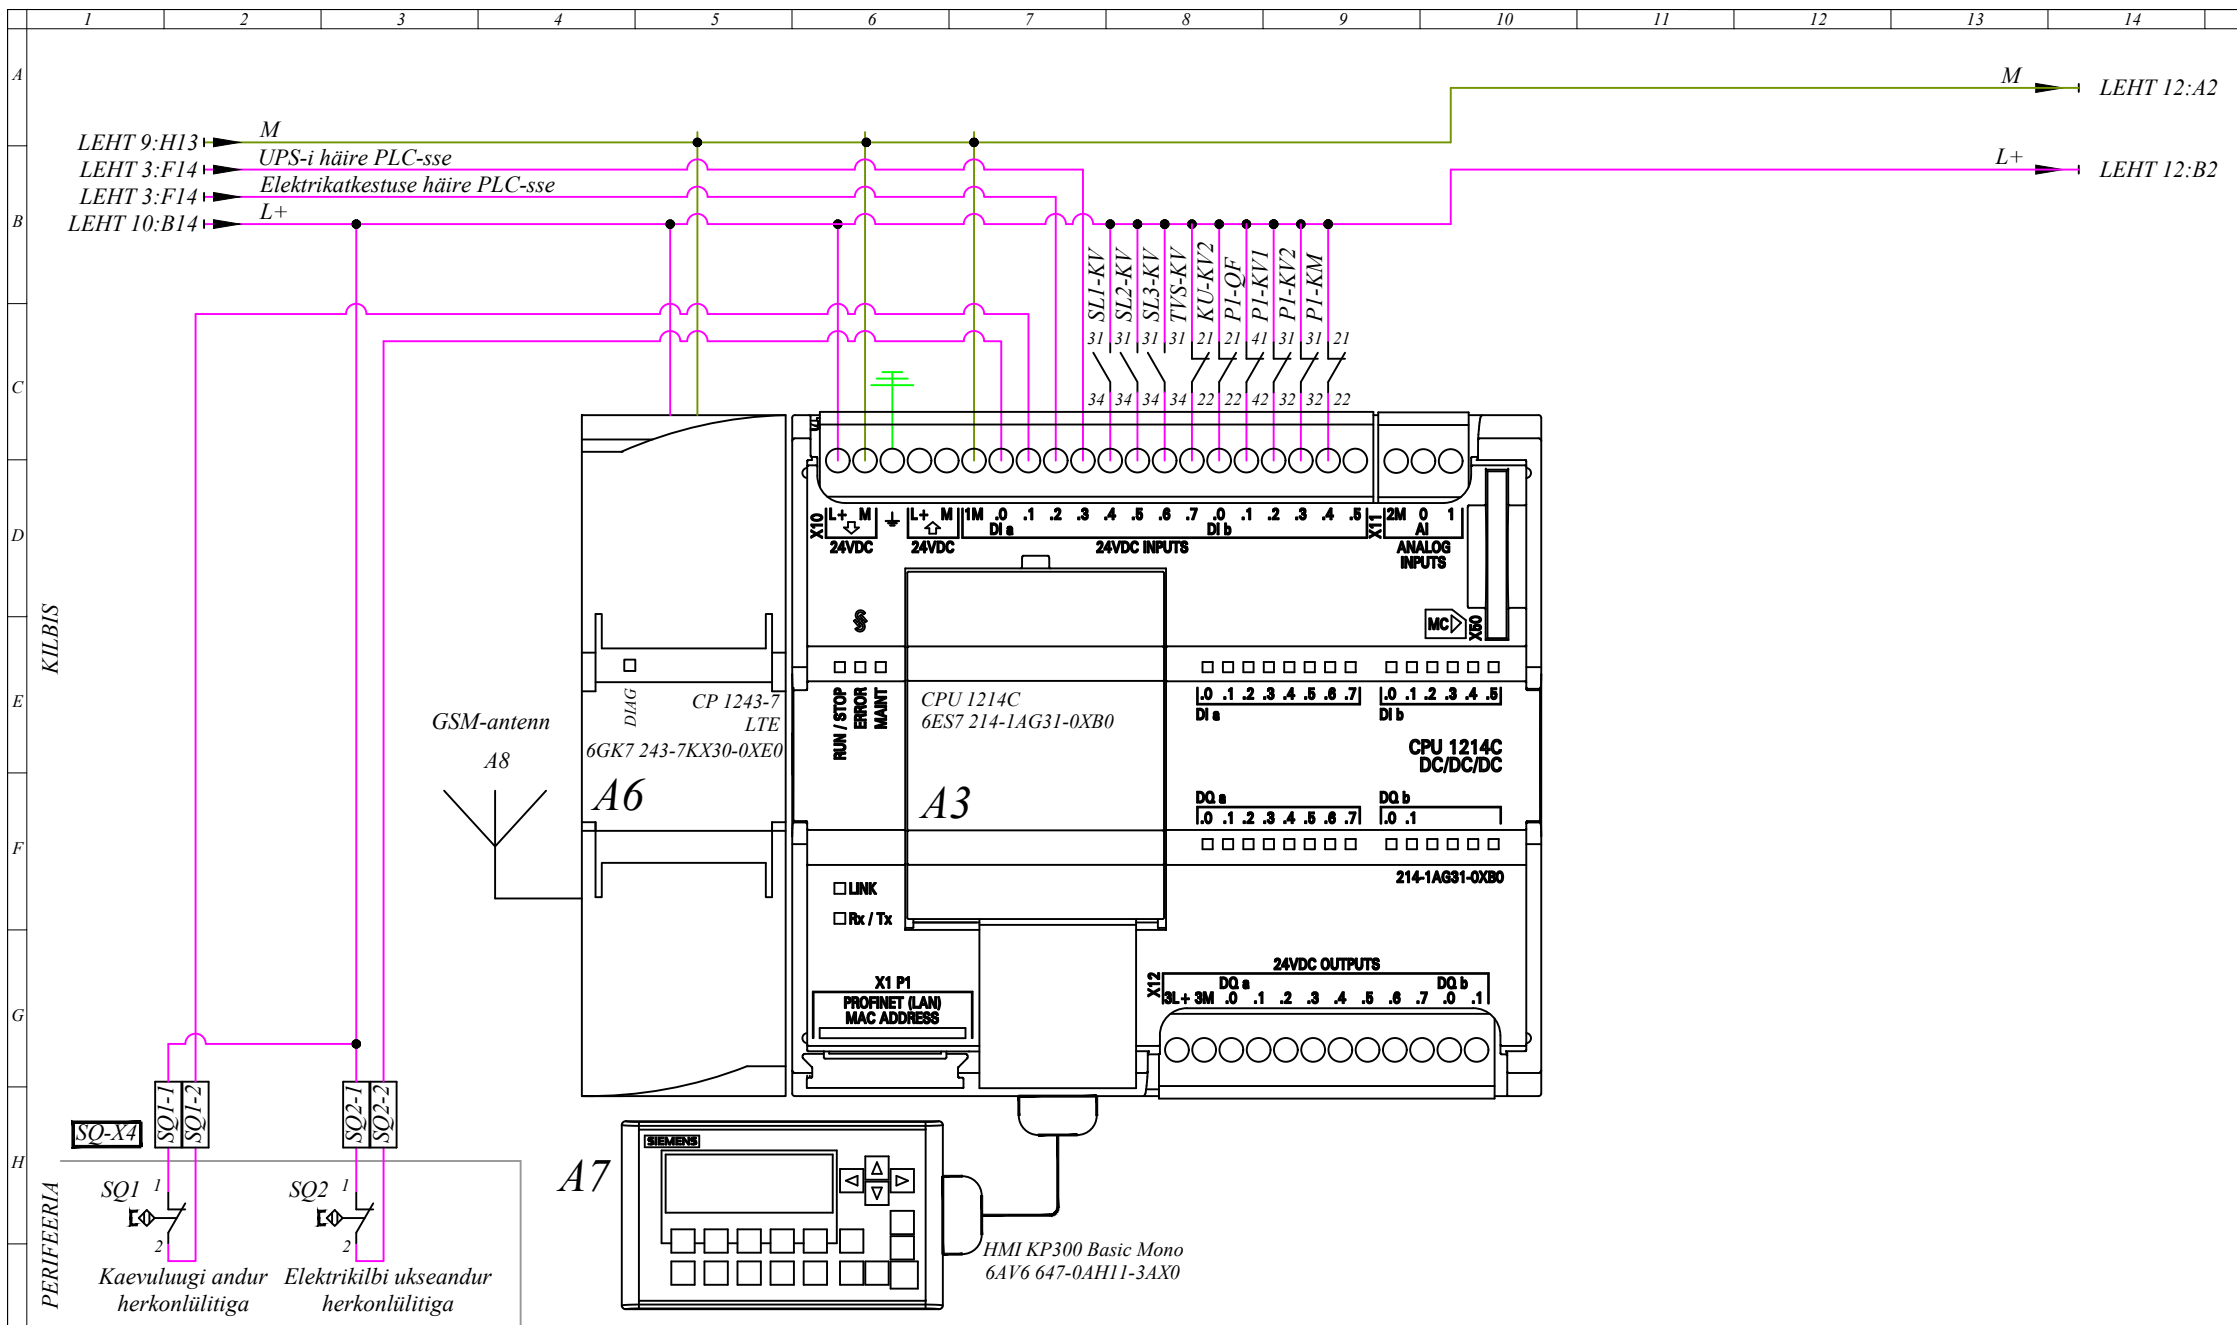 1 2 3 4 5 6 7 8 9 10 11 12 13 14
A
B
C
D
E
F
G
H
KILBIS
PERIFEERIA
M
LEHT 12:A2
L+
LEHT 12:B2
LEHT 9:H13
M
LEHT 3:F14
UPS-i häire PLC-sse
LEHT 3:F14
Elektrikatkestuse häire PLC-sse
LEHT 10:B14
L+
SL1-KV
SL2-KV
SL3-KV
TVS-KV
KU-KV2
P1-QF
P1-KV1
P1-KV2
P1-KM
31 31 31 31 21 21 41 31 31 21
34 34 34 34 22 22 42 32 32 22
X10
L+ M
24VDC
L+ M
24VDC
1M .0 .1 .2 .3 .4 .5 .6 .7 .0 .1 .2 .3 .4 .5
DI a
DI b
24VDC INPUTS
X11
2M 0 1
AI
ANALOG
INPUTS
MC
X50
DIAG
CP 1243-7
LTE
6GK7 243-7KX30-0XE0
A6
GSM-antenn
A8
RUN / STOP
ERROR
MAINT
CPU 1214C
6ES7 214-1AG31-0XB0
A3
.0 .1 .2 .3 .4 .5 .6 .7
DI a
.0 .1 .2 .3 .4 .5
DI b
CPU 1214C
DC/DC/DC
DQ a
.0 .1 .2 .3 .4 .5 .6 .7
DQ b
.0 .1
214-1AG31-0XB0
LINK
Rx / Tx
X1 P1
PROFINET (LAN)
MAC ADDRESS
24VDC OUTPUTS
X12
DQ a
DQ b
3L+ 3M .0 .1 .2 .3 .4 .5 .6 .7 .0 .1
SQ-X4
SQ1-1
SQ1-2
SQ2-1
SQ2-2
SQ1
1
2
SQ2
1
2
Kaevuluugi andur
herkonlülitiga
Elektrikilbi ukseandur
herkonlülitiga
A7
SIEMENS
HMI KP300 Basic Mono
6AV6 647-0AH11-3AX0